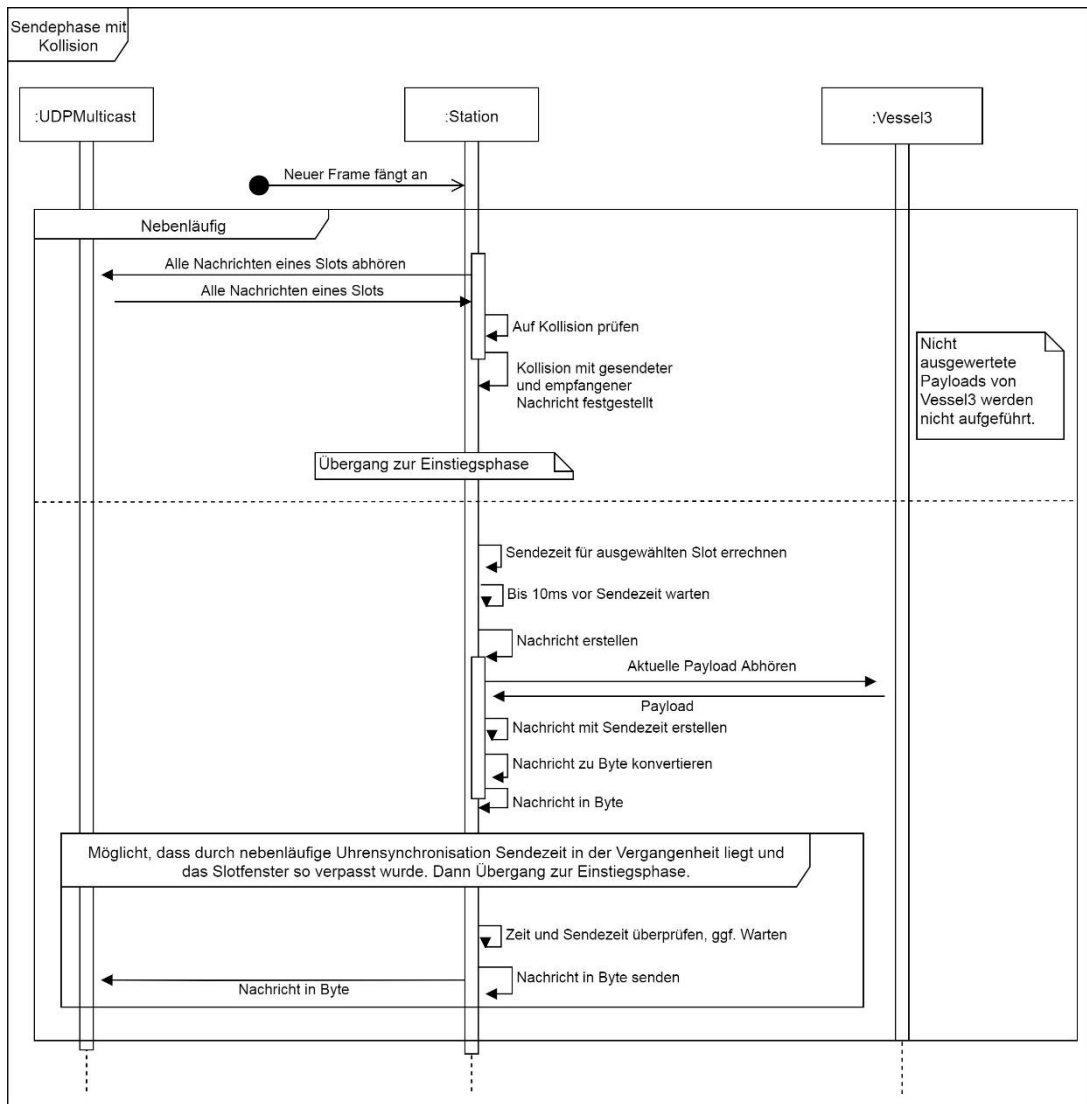 Sendephase mit
Kollision
:UDPMulticast
:Station
:Vessel3
Neuer Frame fängt an
Nebenläufig
Alle Nachrichten eines Slots abhören
Alle Nachrichten eines Slots
Auf Kollision prüfen
Kollision mit gesendeter
und empfangener
Nachricht festgestellt
Nicht
ausgewertete
Payloads von
Vessel3 werden
nicht aufgeführt.
Übergang zur Einstiegsphase
Sendezeit für ausgewählten Slot errechnen
Bis 10ms vor Sendezeit warten
Nachricht erstellen
Aktuelle Payload Abhören
Payload
Nachricht mit Sendezeit erstellen
Nachricht zu Byte konvertieren
Nachricht in Byte
Möglicht, dass durch nebenläufige Uhrensynchronisation Sendezeit in der Vergangenheit liegt und
das Slotfenster so verpasst wurde. Dann Übergang zur Einstiegsphase.
Zeit und Sendezeit überprüfen, ggf. Warten
Nachricht in Byte senden
Nachricht in Byte